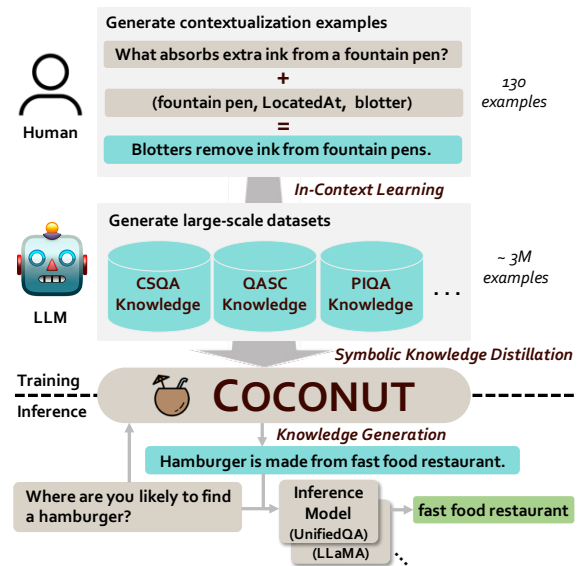 Generate contextualization examples
What absorbs extra ink from a fountain pen?
+
(fountain pen, LocatedAt, blotter)
=
Blotters remove ink from fountain pens.
Human
130
examples
In-Context Learning
Generate large-scale datasets
CSQA
Knowledge
QASC
Knowledge
PIQA
Knowledge
. . .
LLM
~ 3M
examples
Symbolic Knowledge Distillation
Training
Inference
COCONUT
Knowledge Generation
Hamburger is made from fast food restaurant.
Where are you likely to find
a hamburger?
Inference
Model
(UnifiedQA)
(LLaMA)
...
fast food restaurant